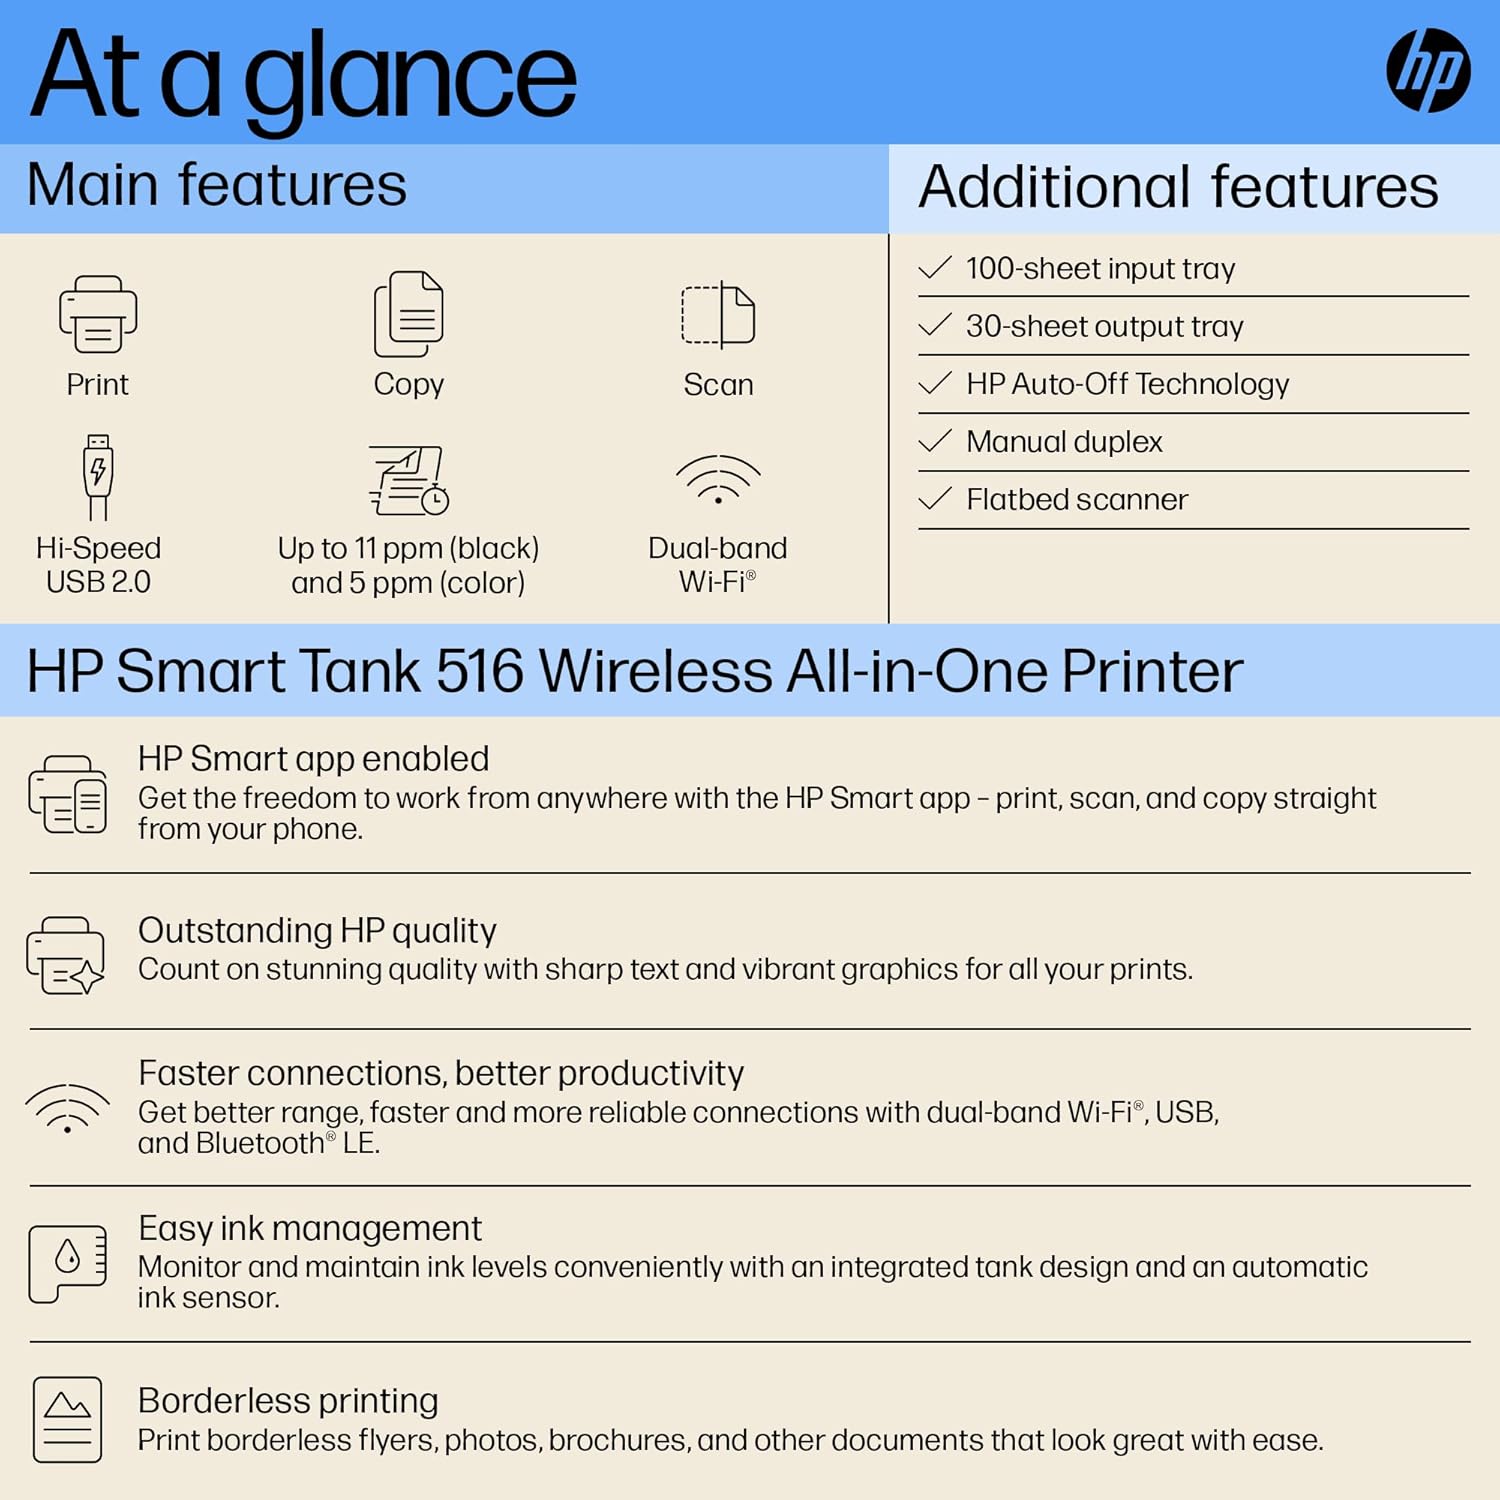 At a glance
hp
Main features
Print
Copy
Scan
Hi-Speed
USB 2.0
Up to 11 ppm (black)
and 5 ppm (color)
Dual-band
Wi-Fi®
Additional features
100-sheet input tray
30-sheet output tray
HP Auto-Off Technology
Manual duplex
Flatbed scanner
HP Smart Tank 516 Wireless All-in-One Printer
HP Smart app enabled
Get the freedom to work from anywhere with the HP Smart app – print, scan, and copy straight
from your phone.
Outstanding HP quality
Count on stunning quality with sharp text and vibrant graphics for all your prints.
Faster connections, better productivity
Get better range, faster and more reliable connections with dual-band Wi-Fi®, USB,
and Bluetooth® LE.
Easy ink management
Monitor and maintain ink levels conveniently with an integrated tank design and an automatic
ink sensor.
Borderless printing
Print borderless flyers, photos, brochures, and other documents that look great with ease.